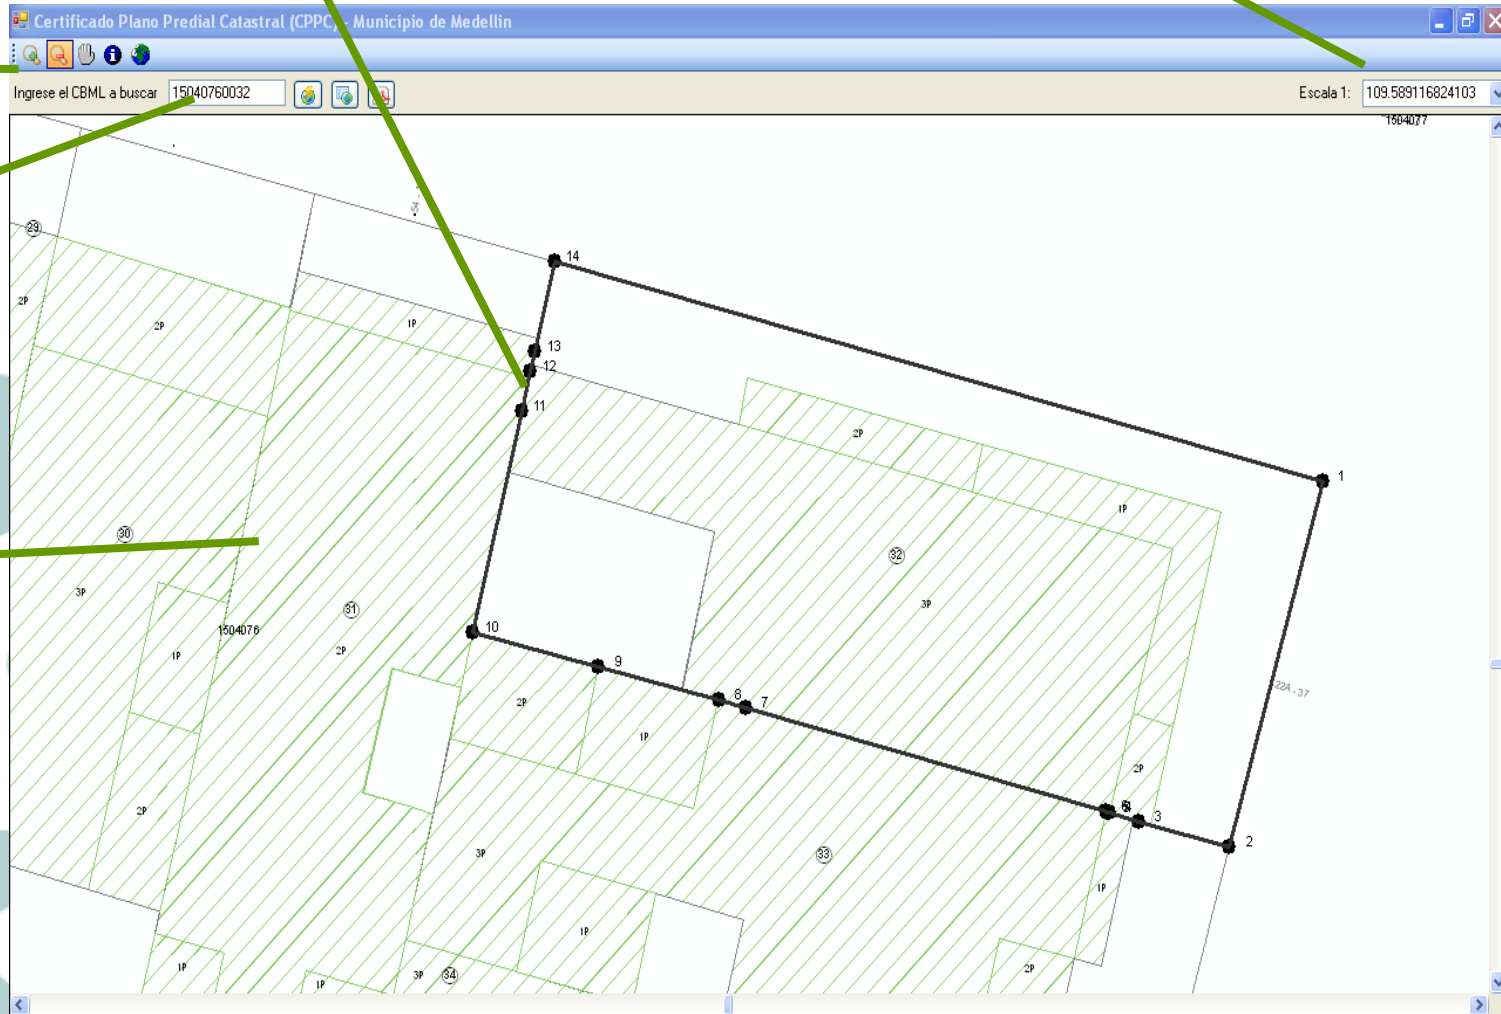 Certificado Plano Predial Catastral (CPPC) - Municipio de Medellin
Ingrese el CBML a buscar 15040760032
Escala 1: 109.589116824103
1504077
29
14
2P
2P
1P
13
12
11
2P
1
1P
30
32
3P
3P
31
1504076
10
2P
1P
9
22A - 37
2P
8
7
1P
2P
2P
3
2
3P
33
1P
1P
1P
3P
34
2P
1P